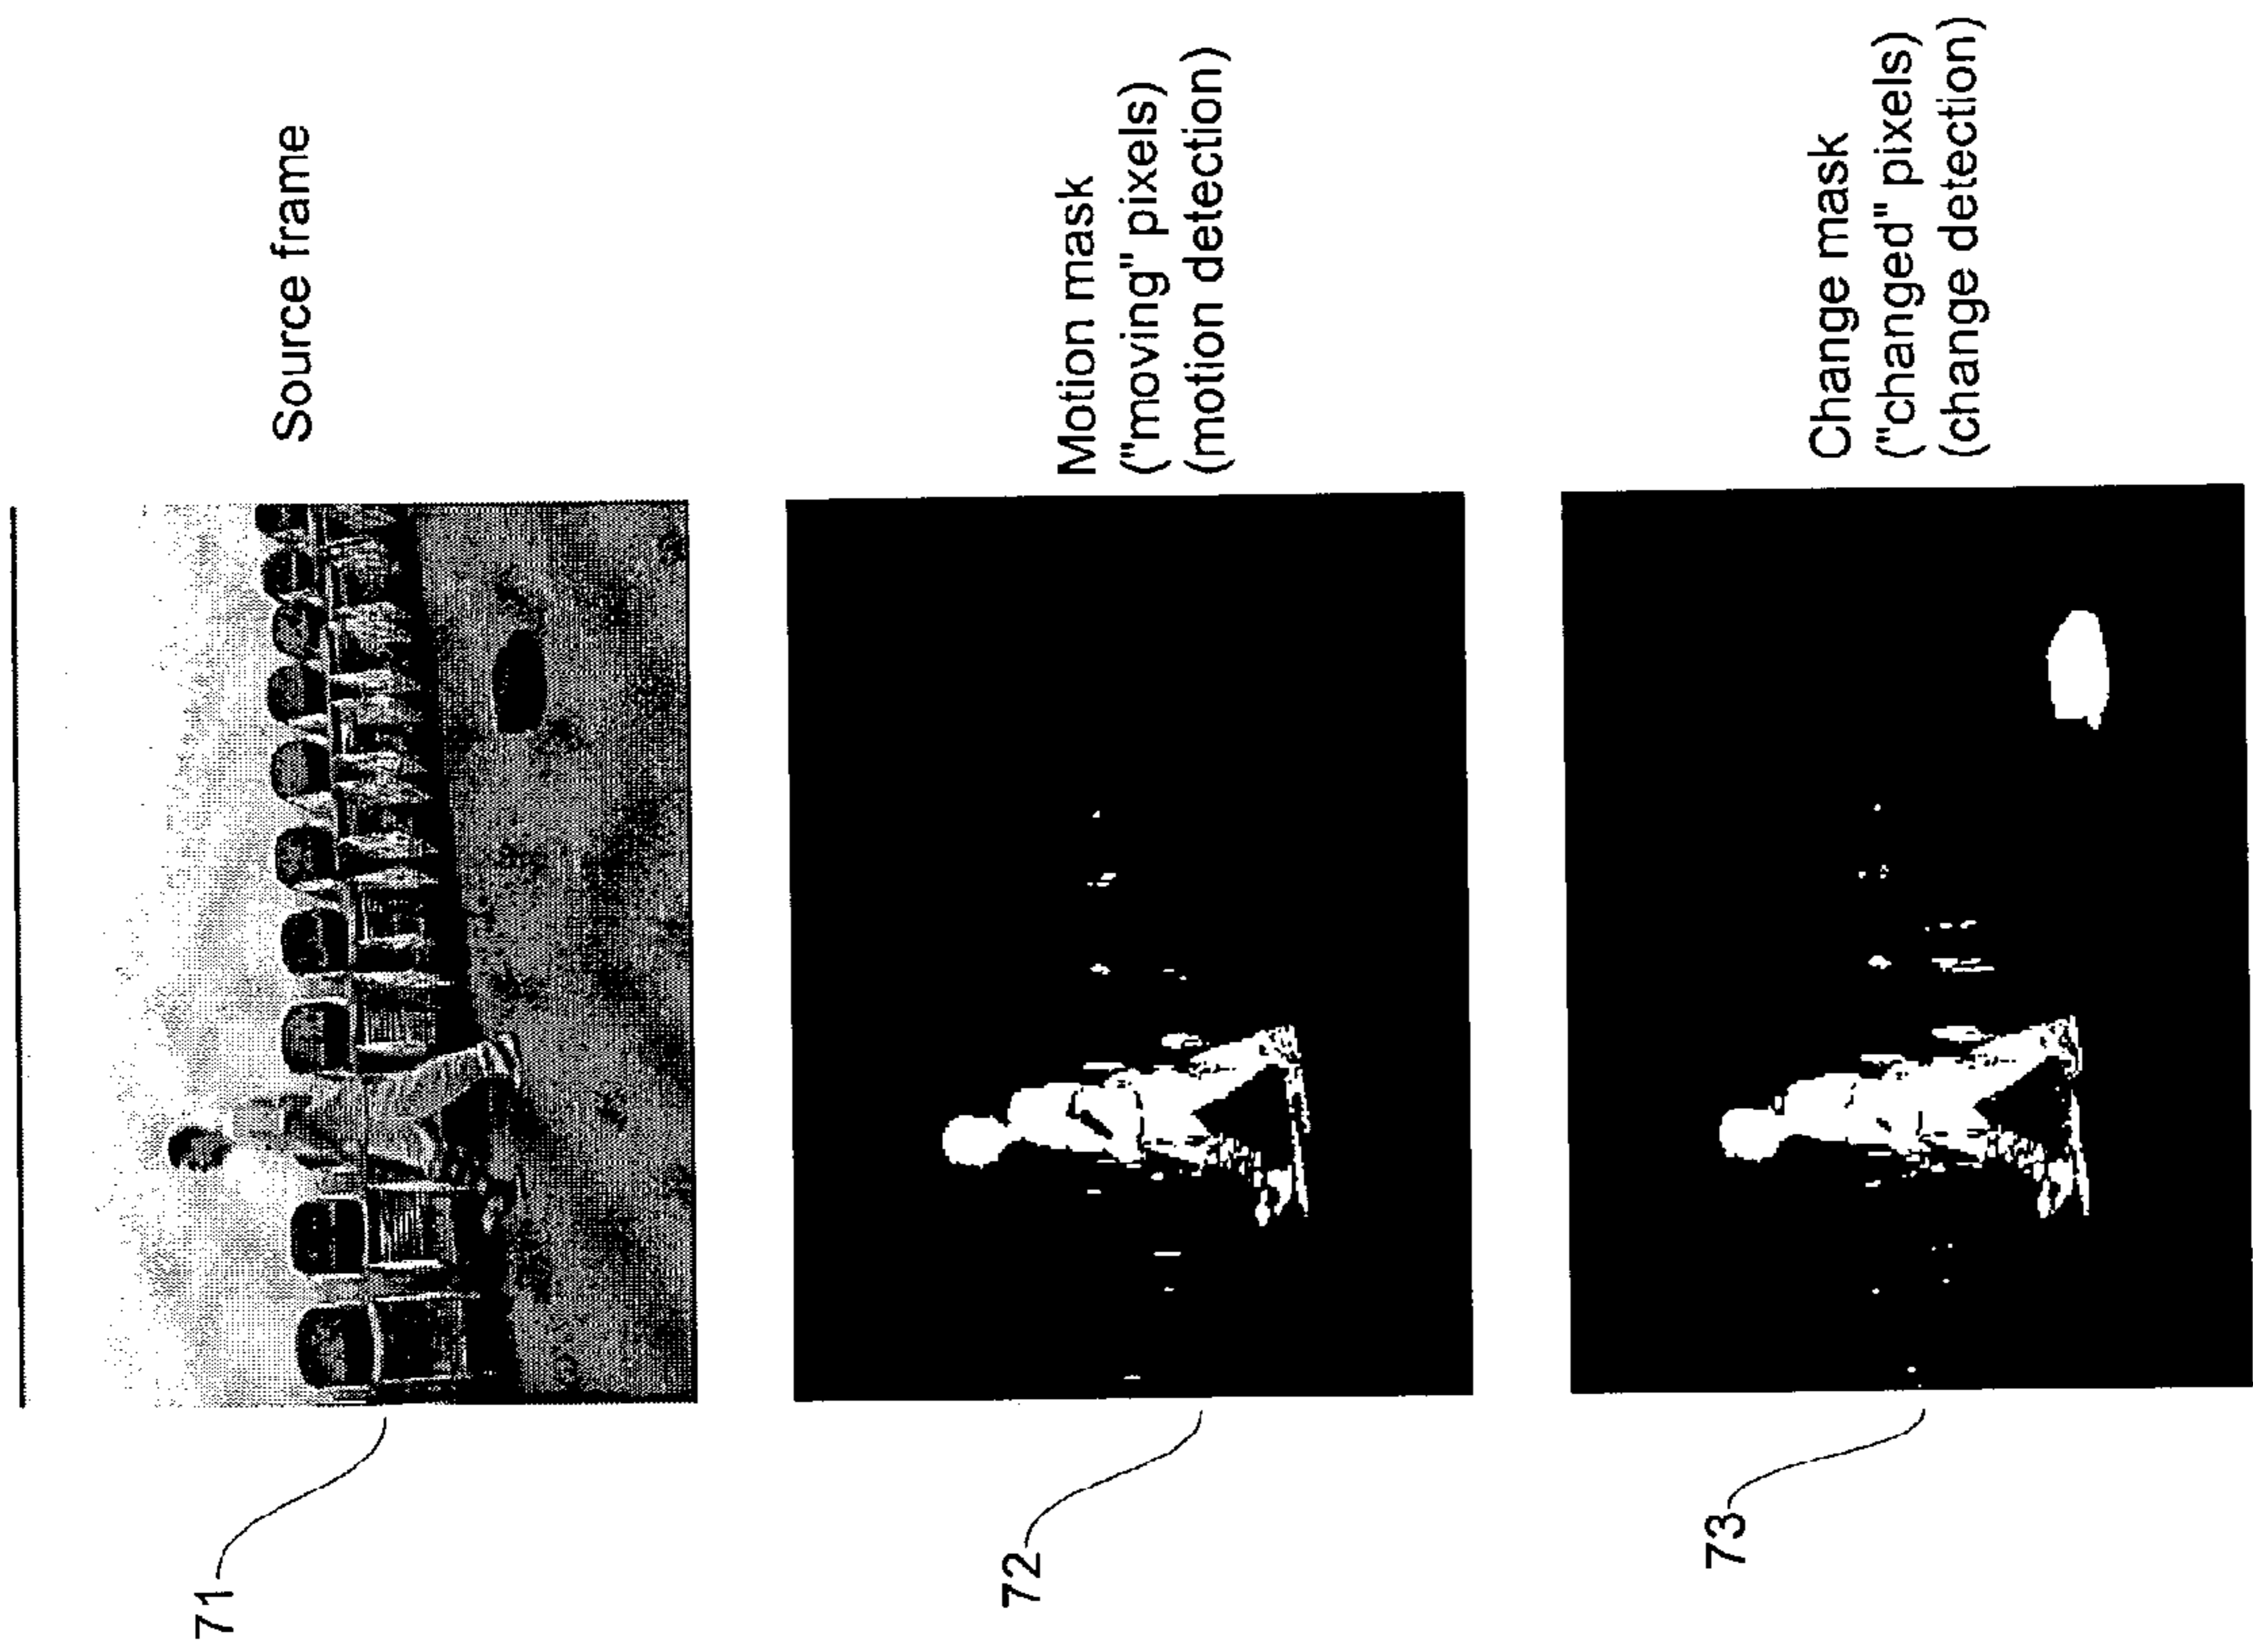 71
Source frame
72
Motion mask
("moving" pixels)
(motion detection)
73
Change mask
("changed" pixels)
(change detection)